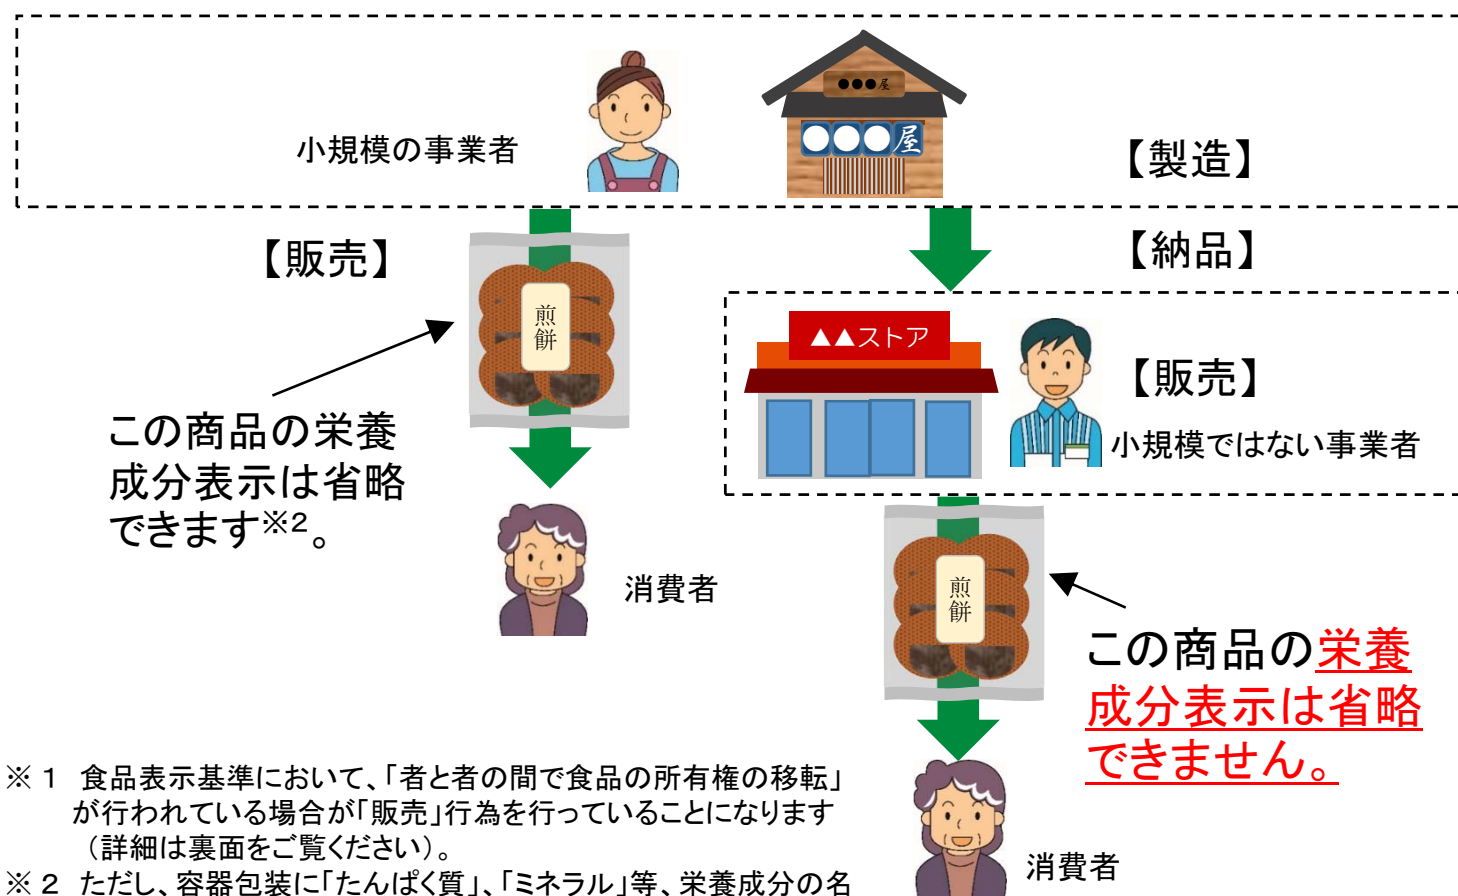 ●●●屋
小規模の事業者
○○○屋
【製造】
【販売】
煎餅
【納品】
▲▲ストア
【販売】
小規模ではない事業者
この商品の栄養
成分表示は省略
できます※2。
消費者
煎餅
この商品の栄養
成分表示は省略
できません。
※１ 食品表示基準において、「者と者の間で食品の所有権の移転」
が行われている場合が「販売」行為を行っていることになります
（詳細は裏面をご覧ください）。
※２ ただし、容器包装に「たんぱく質」、「ミネラル」等、栄養成分の名
消費者